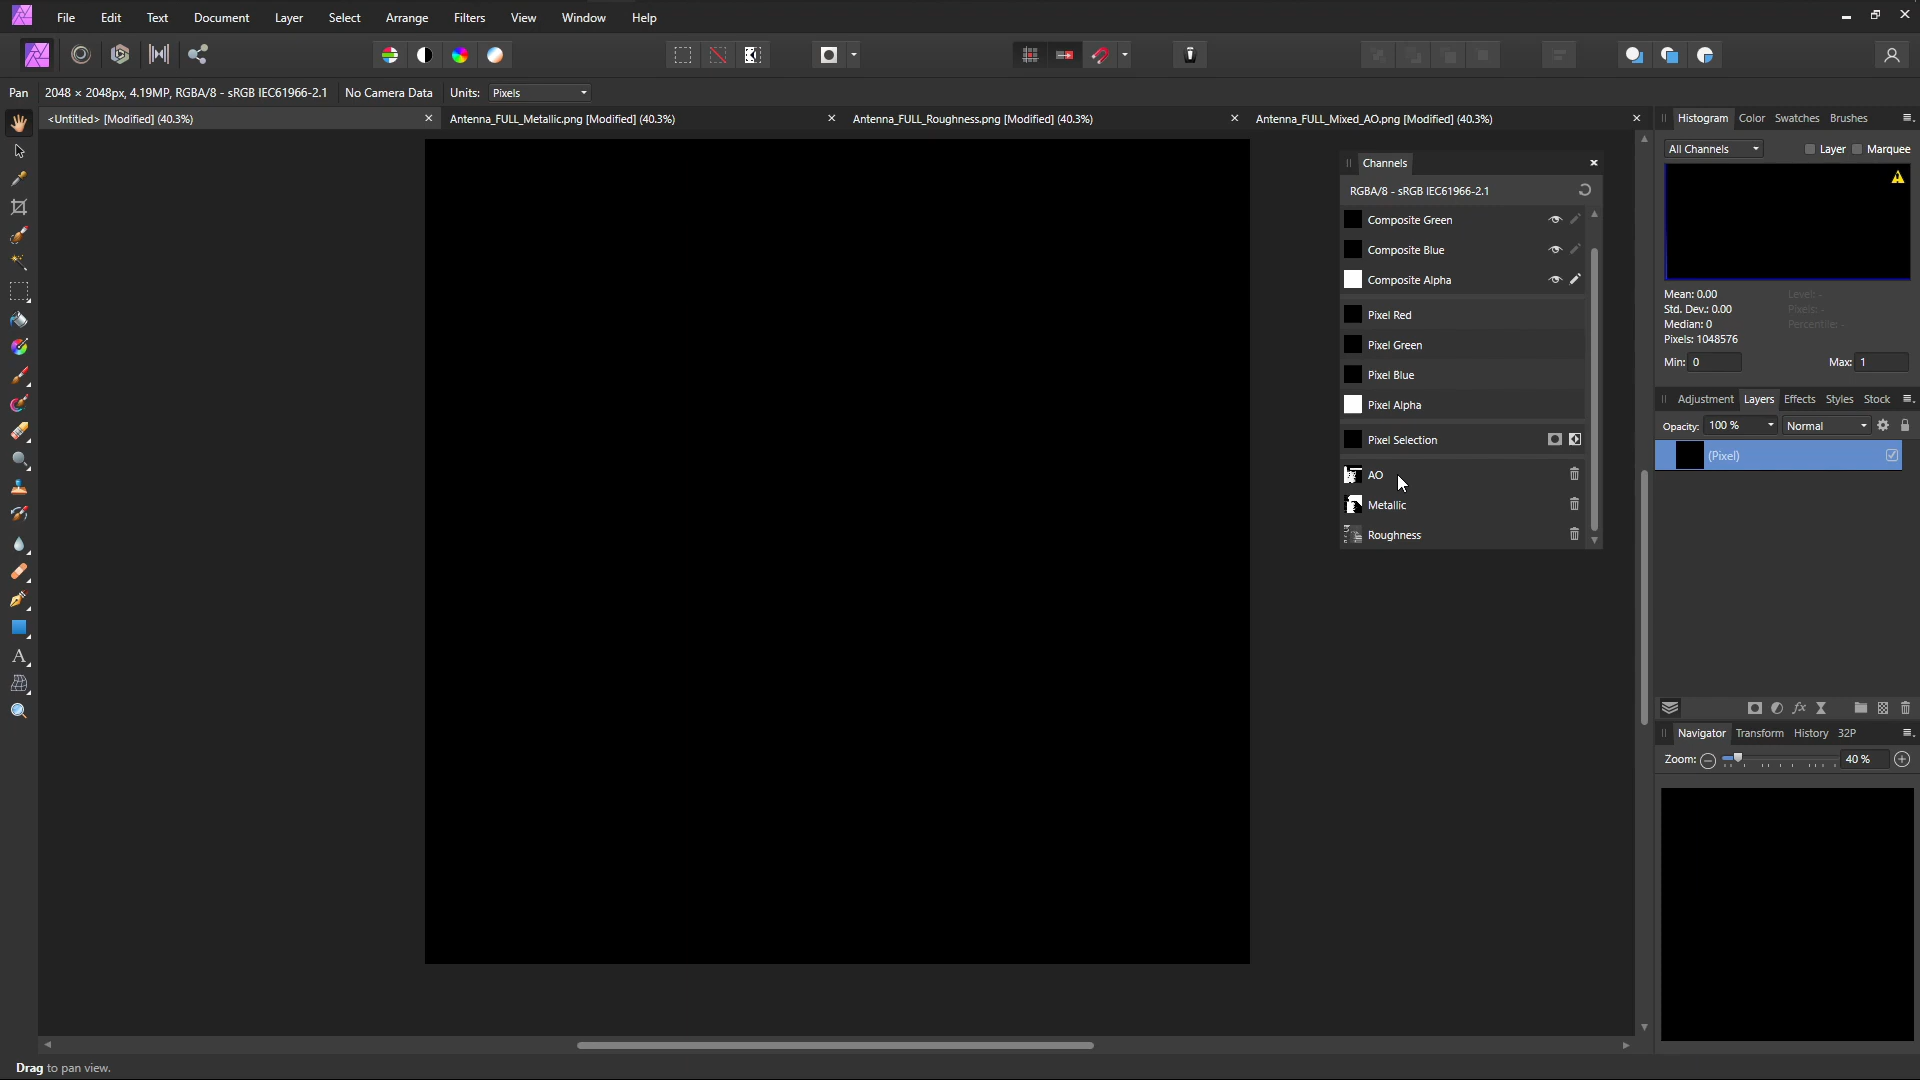 File Edit Text Document Layer Select Arrange Filters View Window Help
Pan 2048 × 2048px, 4.19MP, RGBA/8 - sRGB IEC61966-2.1 No Camera Data Units: Pixels
<Untitled> [Modified] (40.3%) Antenna_FULL_Metallic.png [Modified] (40.3%) Antenna_FULL_Roughness.png [Modified] (40.3%) Antenna_FULL_Mixed_AO.png [Modified] (40.3%)
Channels
RGBA/8 - sRGB IEC61966-2.1
Composite Green
Composite Blue
Composite Alpha
Pixel Red
Pixel Green
Pixel Blue
Pixel Alpha
Pixel Selection
AO
Metallic
Roughness
Histogram Color Swatches Brushes
All Channels Layer Marquee
Mean: 0.00 Level: -
Std. Dev.: 0.00 Pixels: -
Median: 0 Percentile: -
Pixels: 1048576
Min: 0 Max: 1
Adjustment Layers Effects Styles Stock
Opacity: 100 % Normal
(Pixel)
Navigator Transform History 32P
Zoom: 40 %
Drag to pan view.